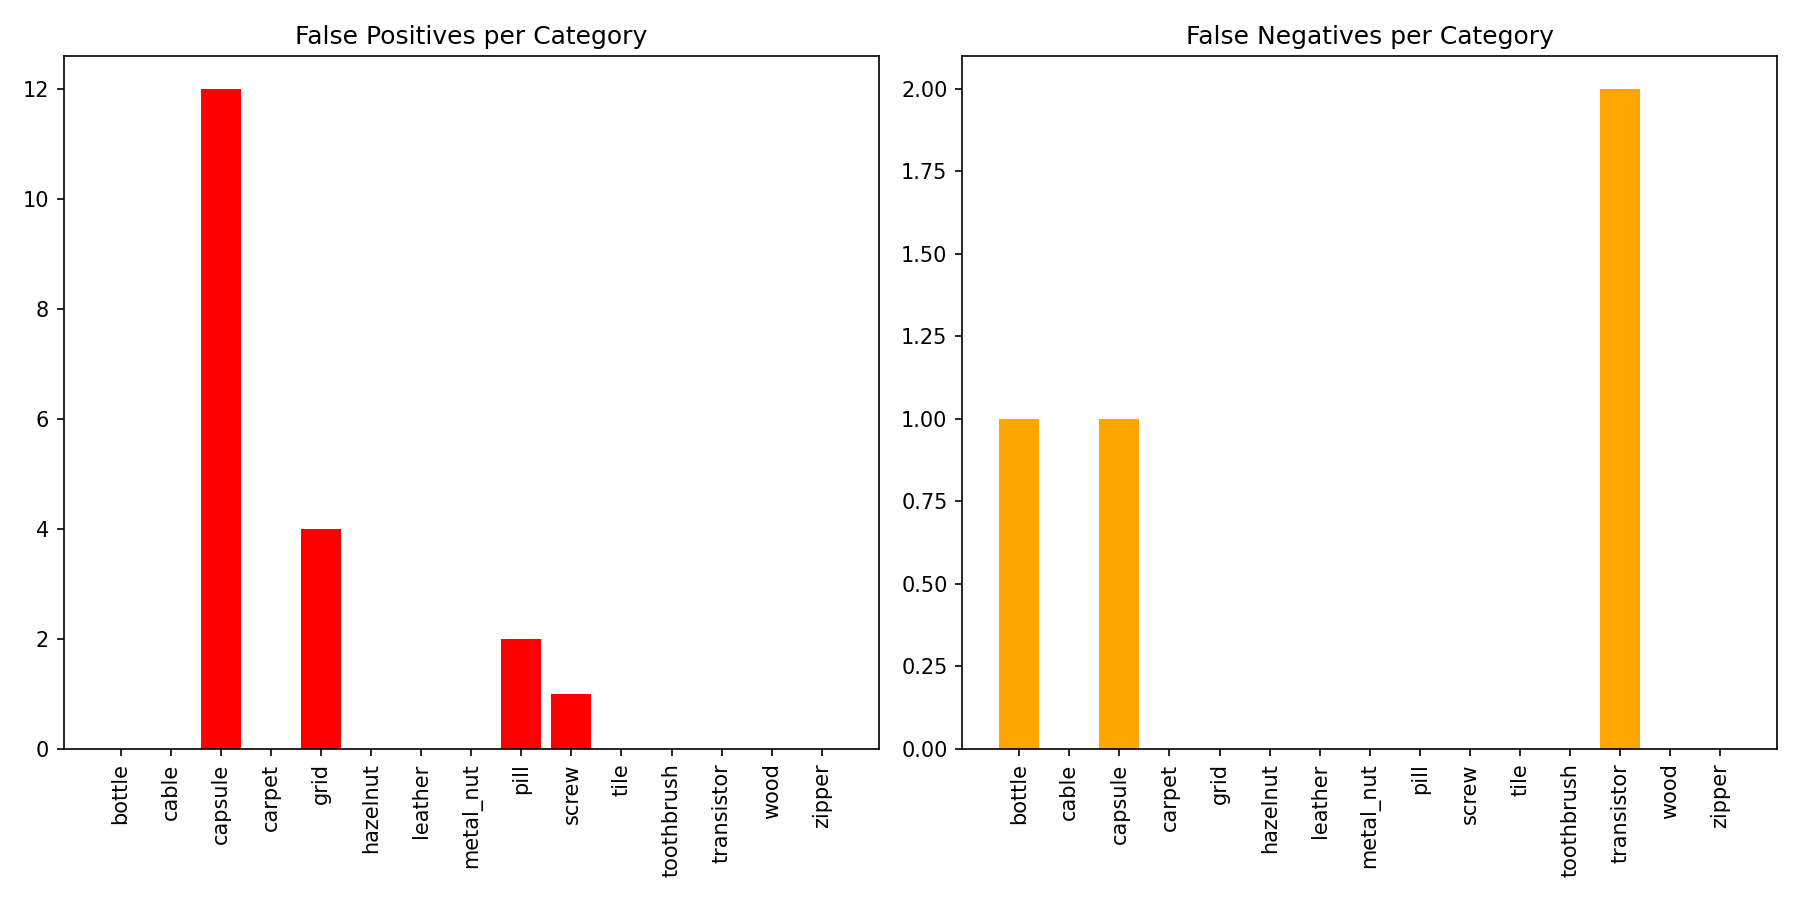 False Positives per Category
12
10
8
6
4
2
0
bottle
cable
capsule
carpet
grid
hazelnut
leather
metal_nut
pill
screw
tile
toothbrush
transistor
wood
zipper
False Negatives per Category
2.00
1.75
1.50
1.25
1.00
0.75
0.50
0.25
0.00
bottle
cable
capsule
carpet
grid
hazelnut
leather
metal_nut
pill
screw
tile
toothbrush
transistor
wood
zipper